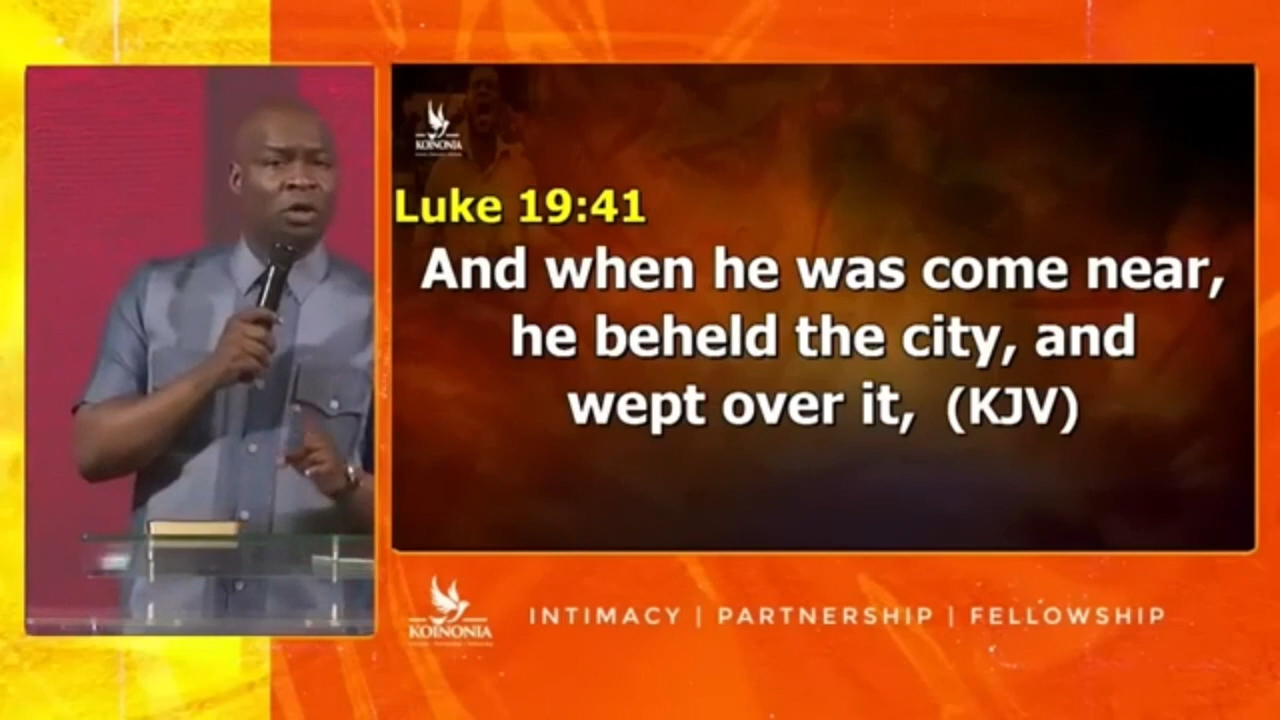 KOINONIA
Luke 19:41
And when he was come near,
he beheld the city, and
wept over it, (KJV)
KOINONIA
INTIMACY | PARTNERSHIP | FELLOWSHIP